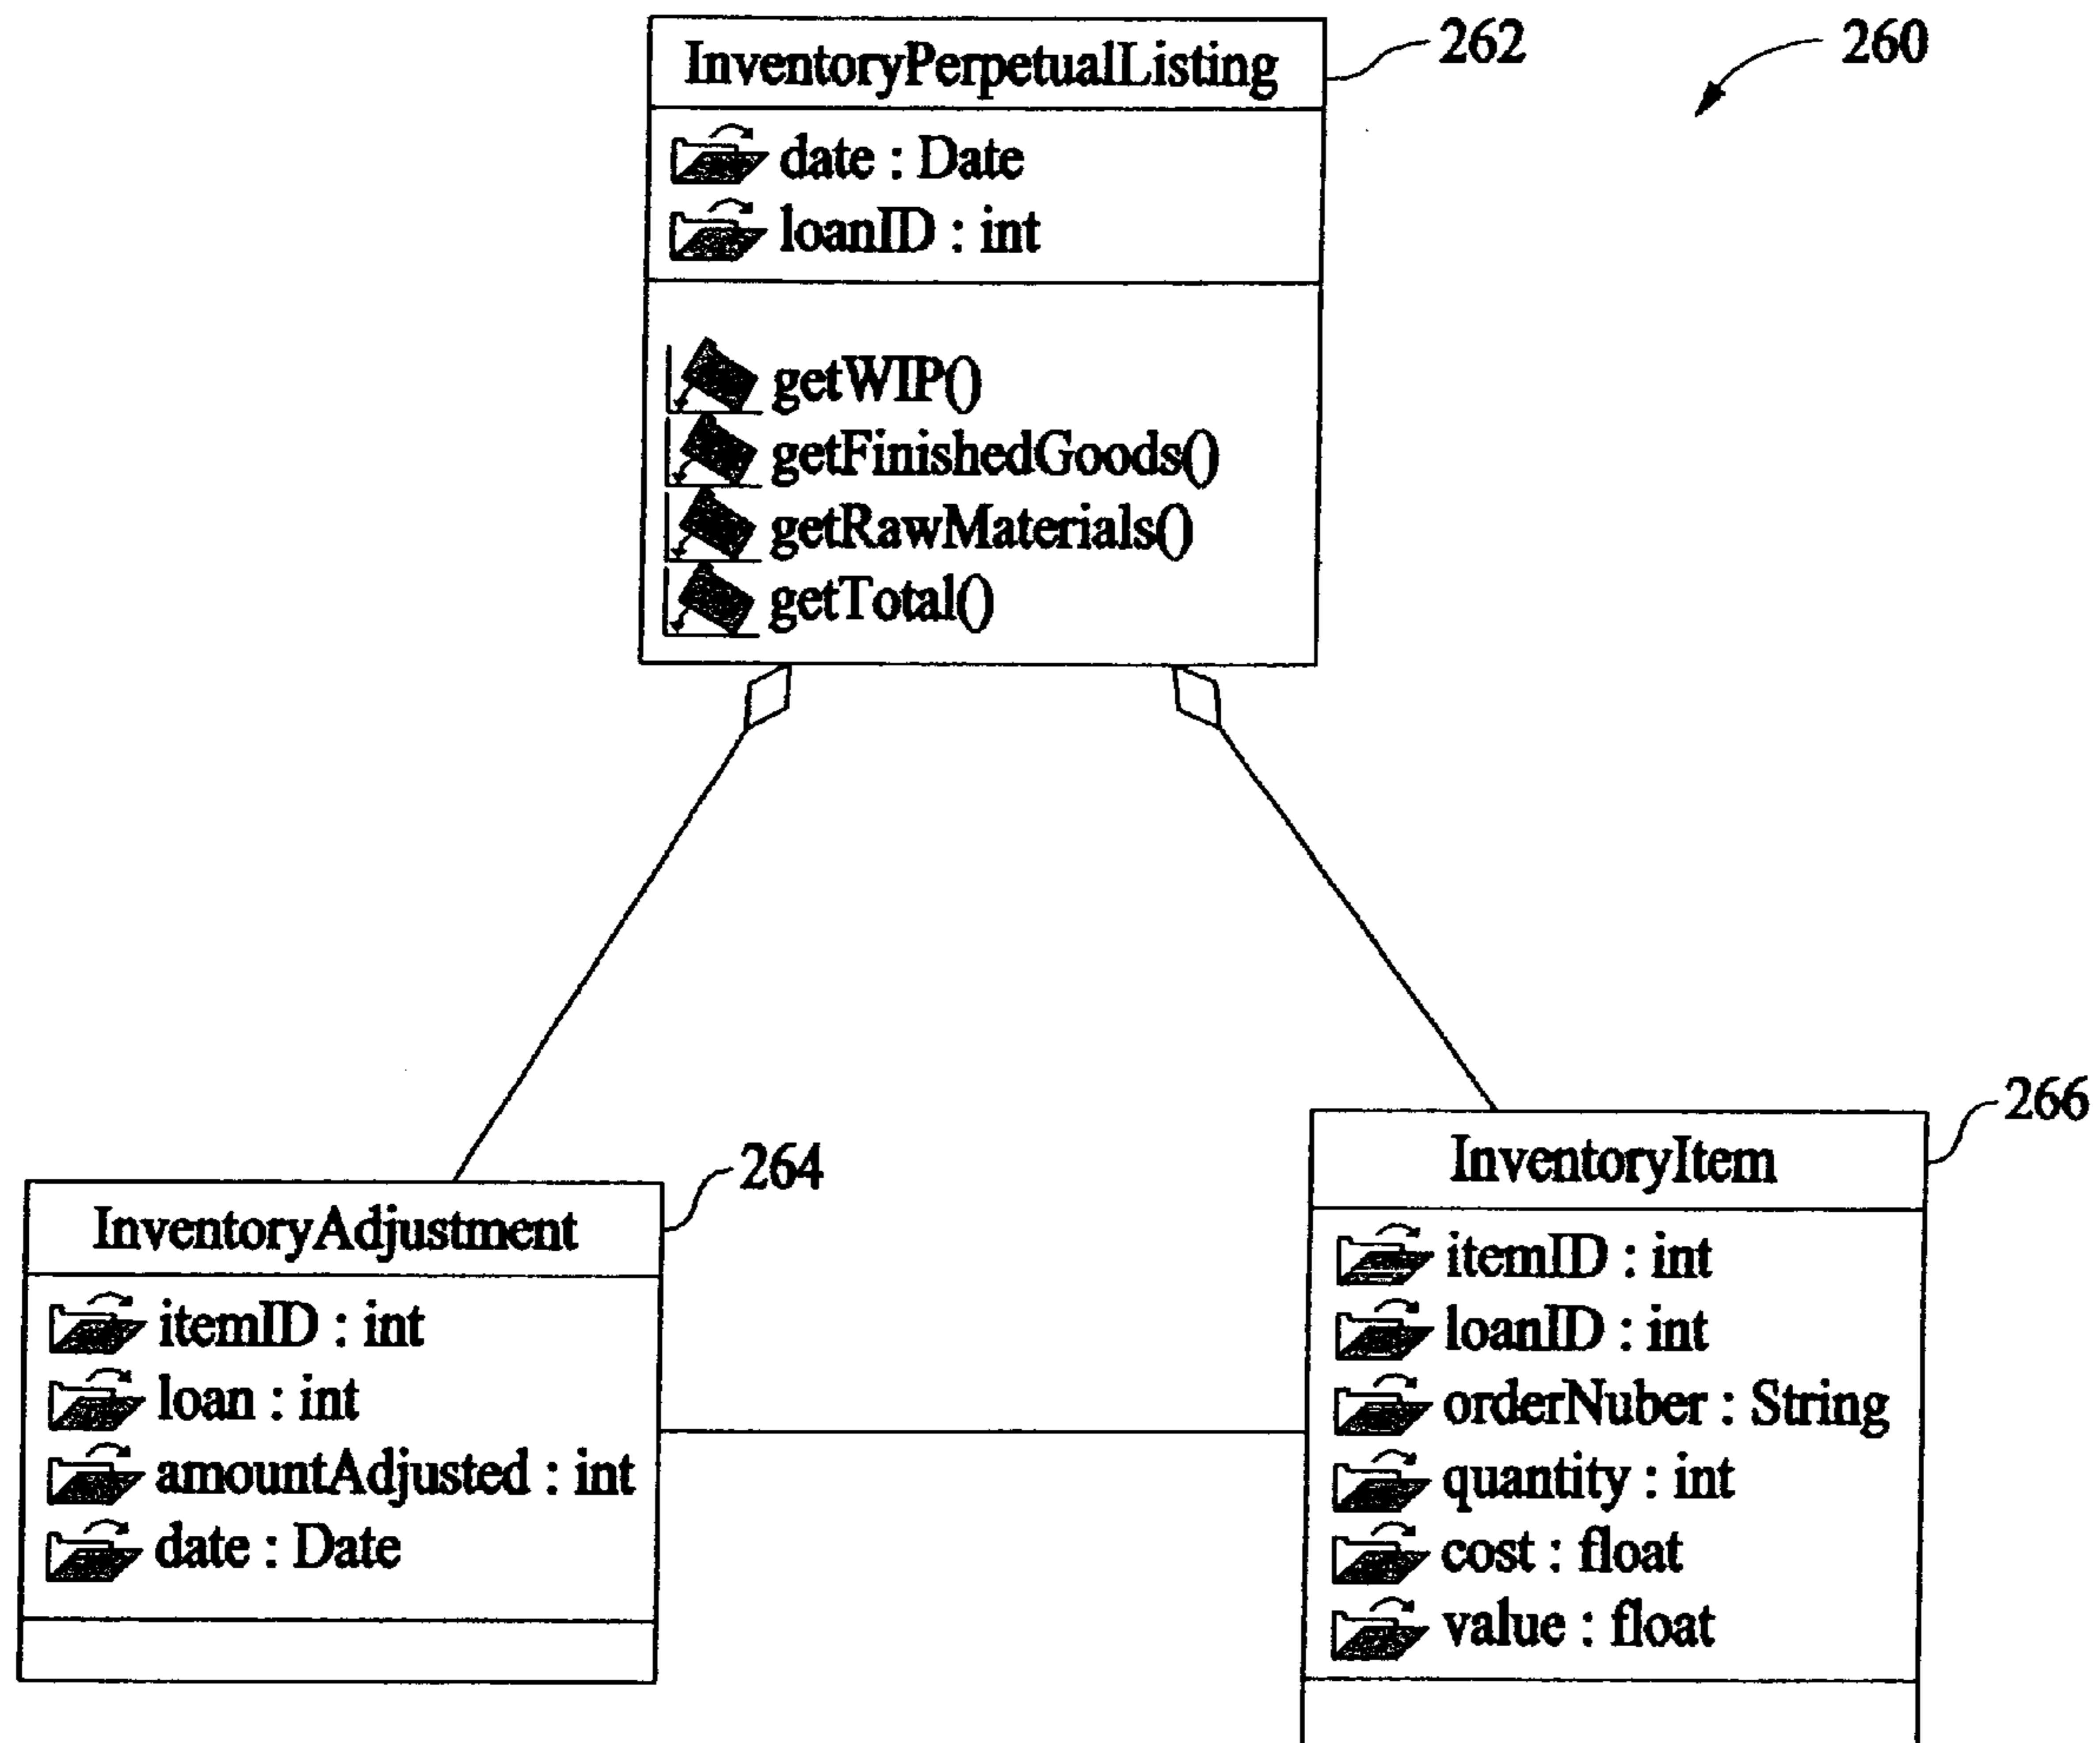 InventoryPerpetualListing
262
260
date : Date
loanID : int
getWIP()
getFinishedGoods()
getRawMaterials()
getTotal()
264
InventoryAdjustment
itemID : int
loan : int
amountAdjusted : int
date : Date
266
InventoryItem
itemID : int
loanID : int
orderNuber : String
quantity : int
cost : float
value : float